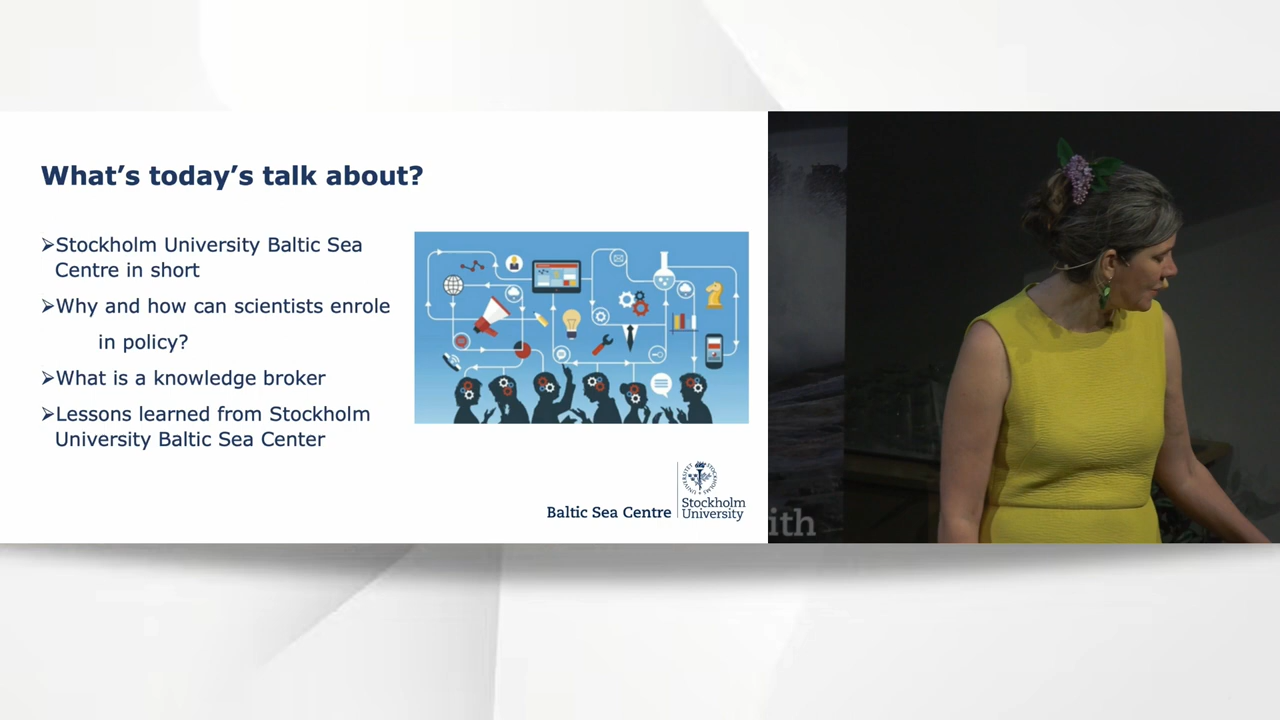 What's today's talk about?
➢Stockholm University Baltic Sea
Centre in short
➢Why and how can scientists enrole
in policy?
➢What is a knowledge broker
➢Lessons learned from Stockholm
University Baltic Sea Center
Baltic Sea Centre
Stockholm
University
ith